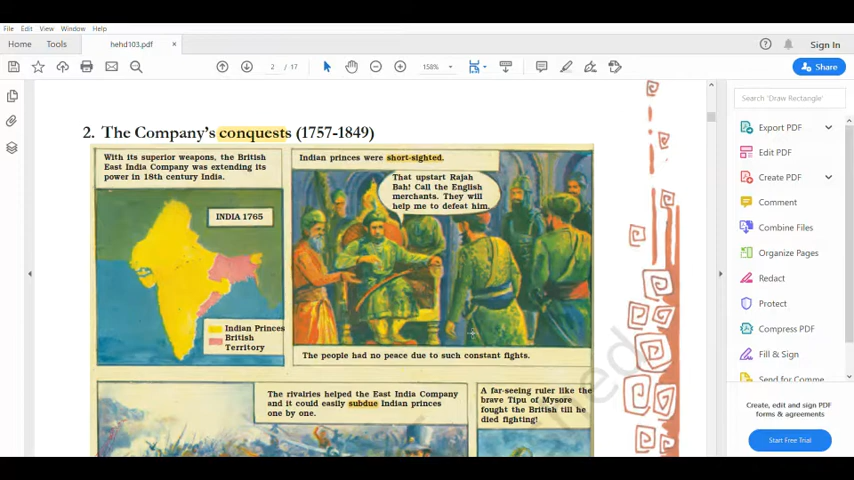 File Edit View Window Help
Home Tools hehd103.pdf × Sign In
2 / 17 158% Share
2. The Company's conquests (1757-1849)
With its superior weapons, the British
East India Company was extending its
power in 18th century India.
INDIA 1765
Indian Princes
British
Territory
Indian princes were short-sighted.
That upstart Rajah
Bah! Call the English
merchants. They will
help me to defeat him.
The people had no peace due to such constant fights.
The rivalries helped the East India Company
and it could easily subdue Indian princes
one by one.
A far-seeing ruler like the
brave Tipu of Mysore
fought the British till he
died fighting!
Search 'Draw Rectangle'
Export PDF
Edit PDF
Create PDF
Comment
Combine Files
Organize Pages
Redact
Protect
Compress PDF
Fill & Sign
Send for Comme
Create, edit and sign PDF
forms & agreements
Start Free Trial